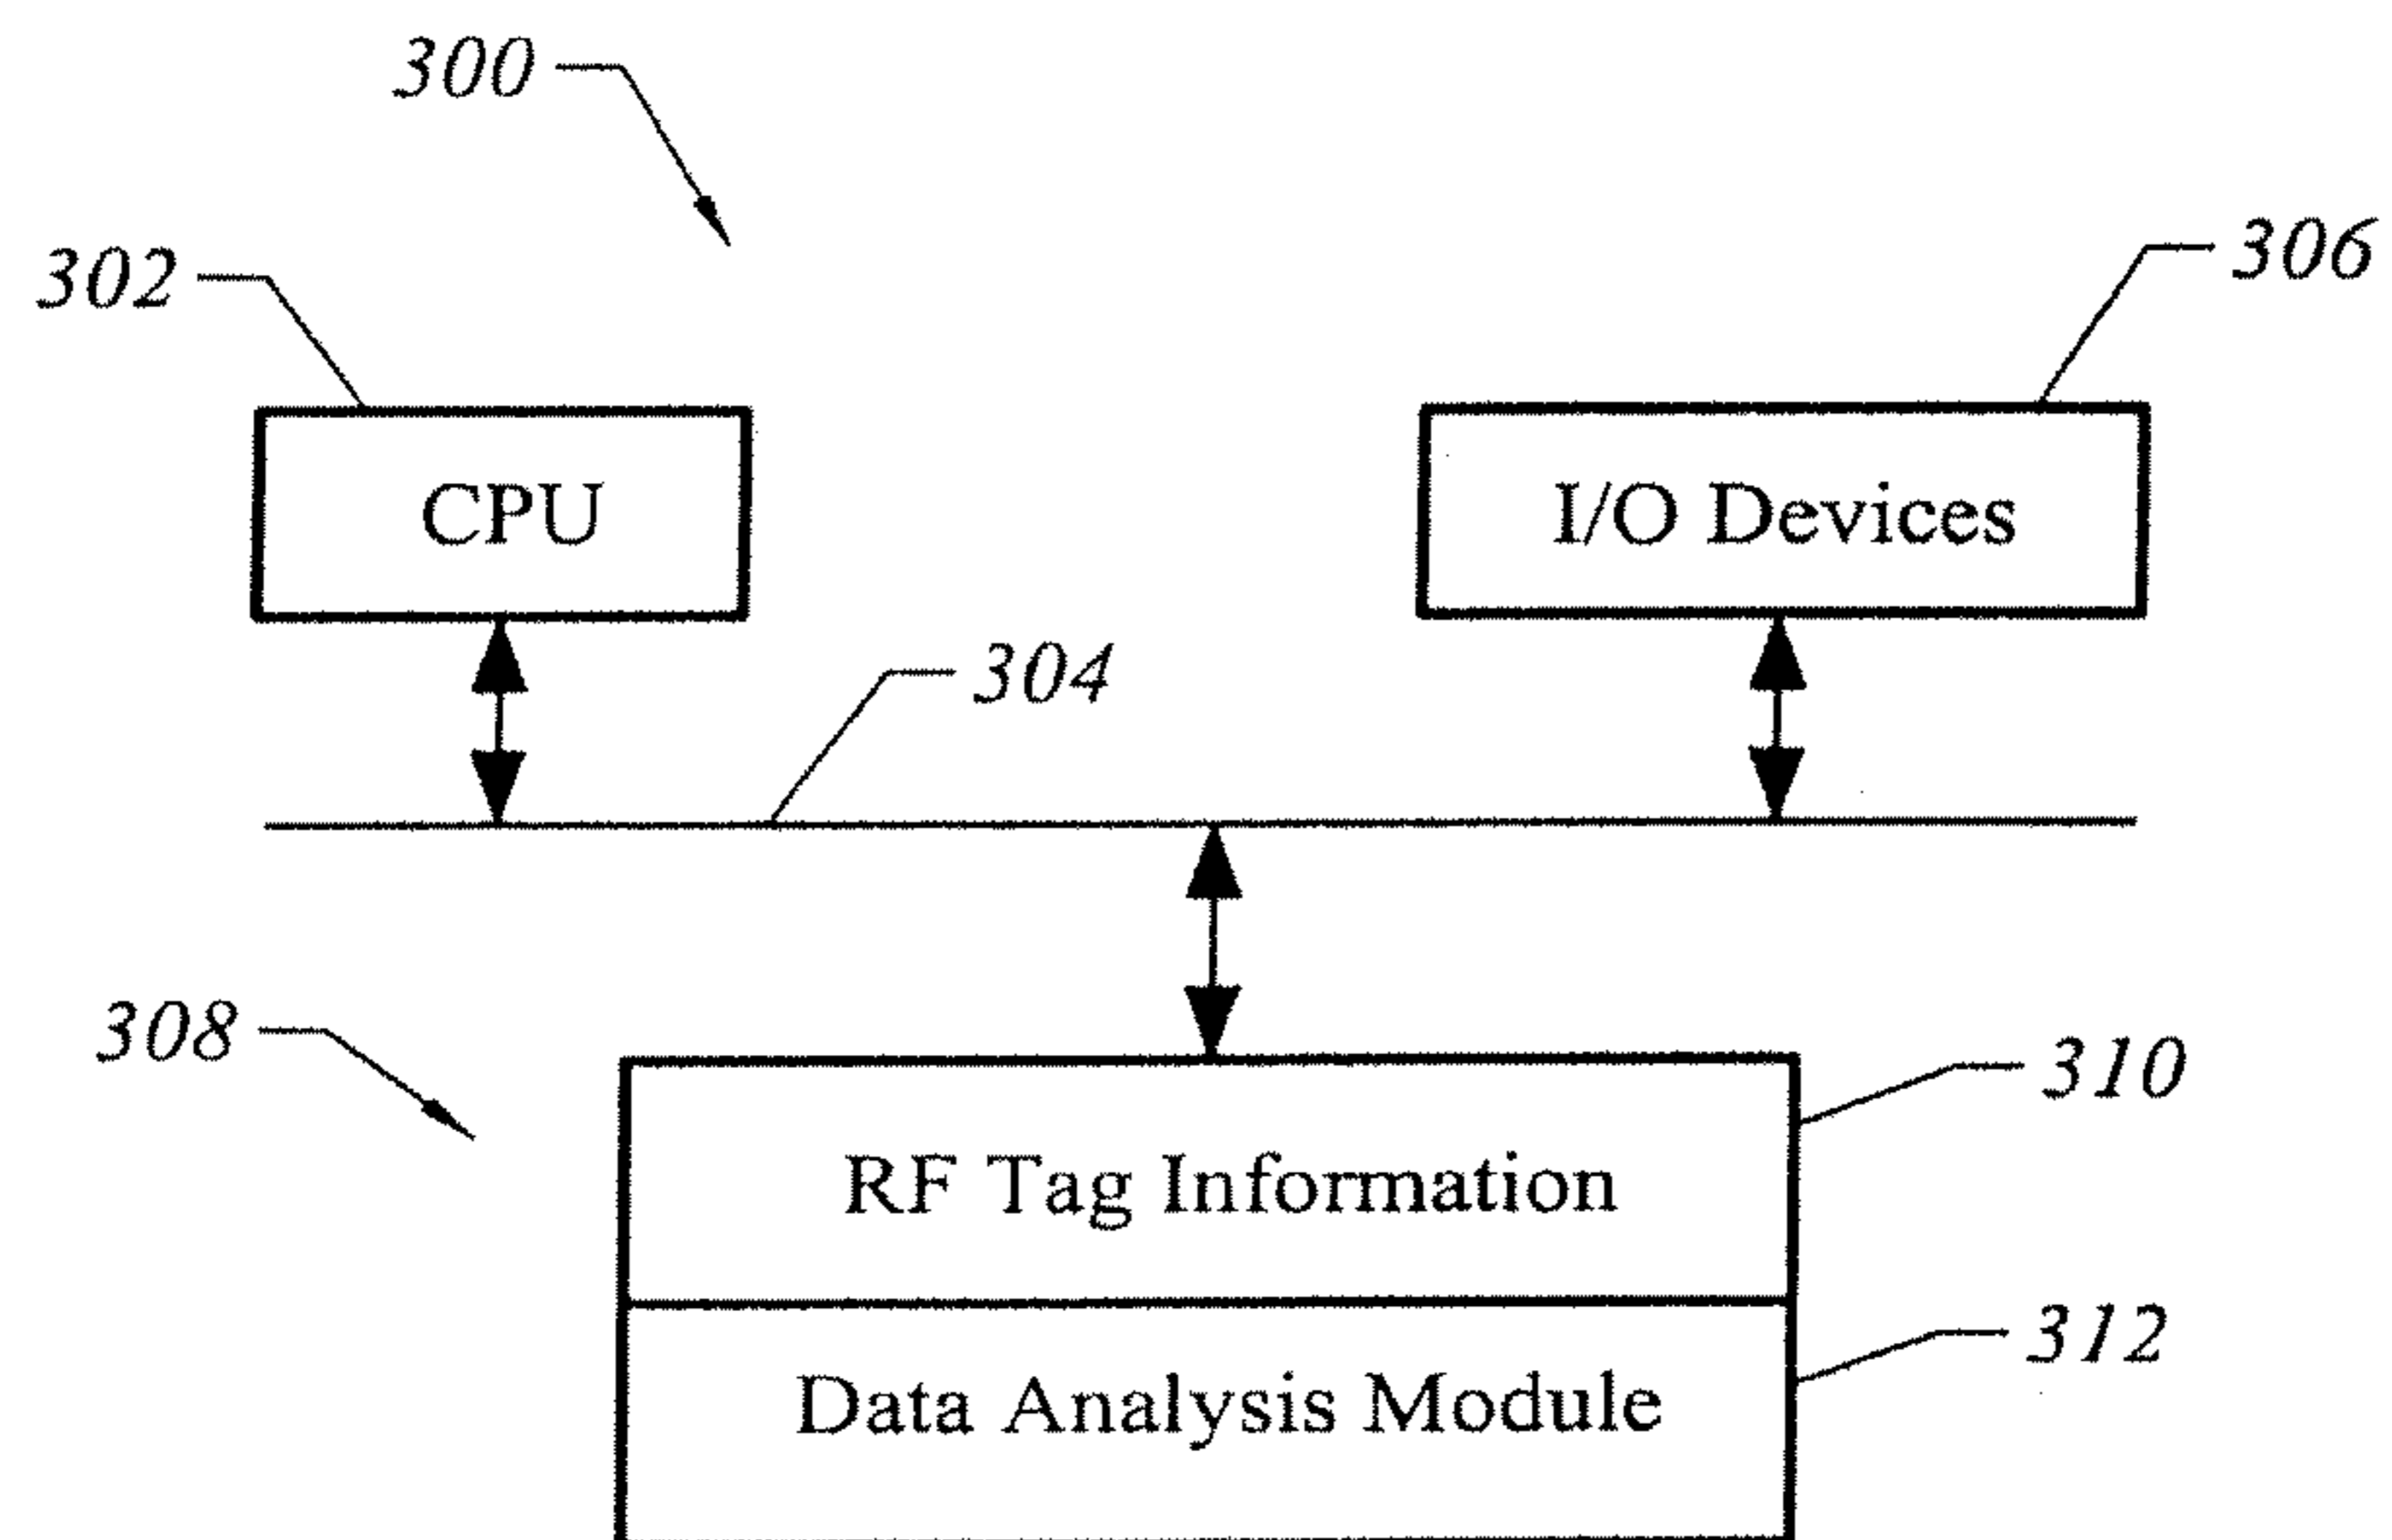 300
302
306
CPU
I/O Devices
304
308
310
RF Tag Information
312
Data Analysis Module